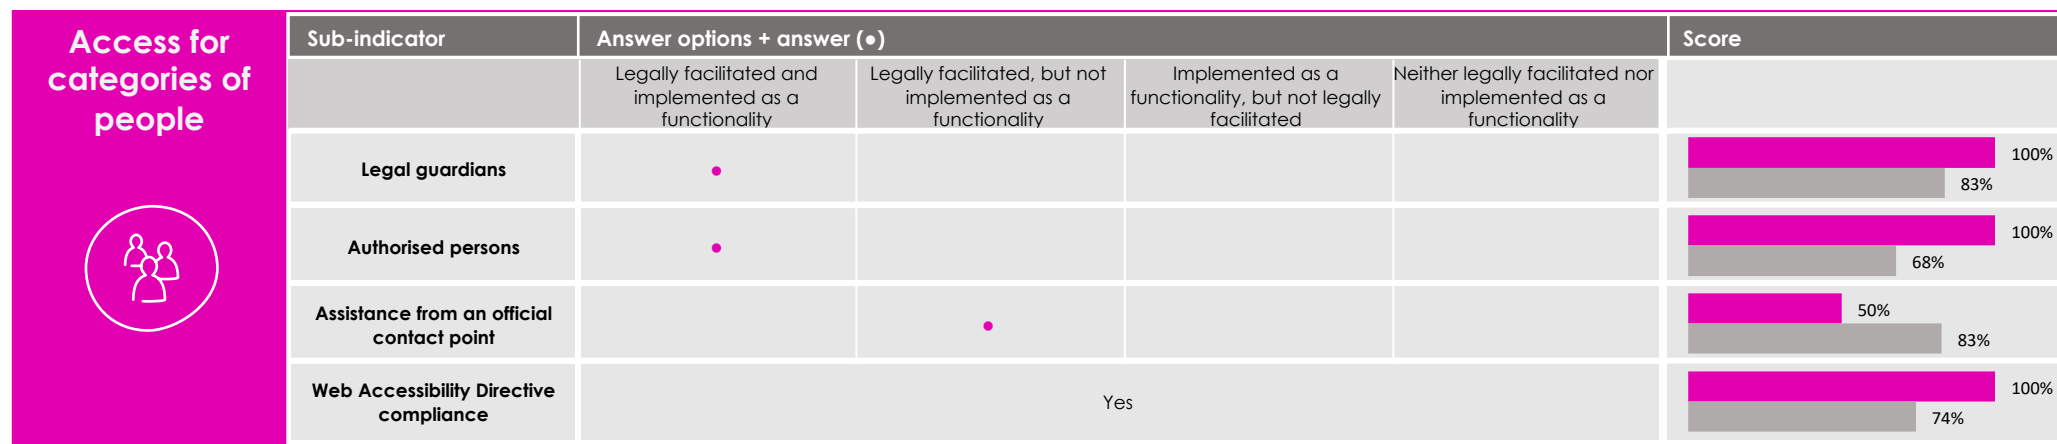 Access for
categories of
people
Sub-indicator
Answer options + answer (●)
Score
Legally facilitated and
implemented as a
functionality
Legally facilitated, but not
implemented as a
functionality
Implemented as a
functionality, but not legally
facilitated
Neither legally facilitated nor
implemented as a
functionality
Legal guardians
●
100%
83%
Authorised persons
●
100%
68%
Assistance from an official
contact point
●
50%
83%
Web Accessibility Directive
compliance
Yes
100%
74%